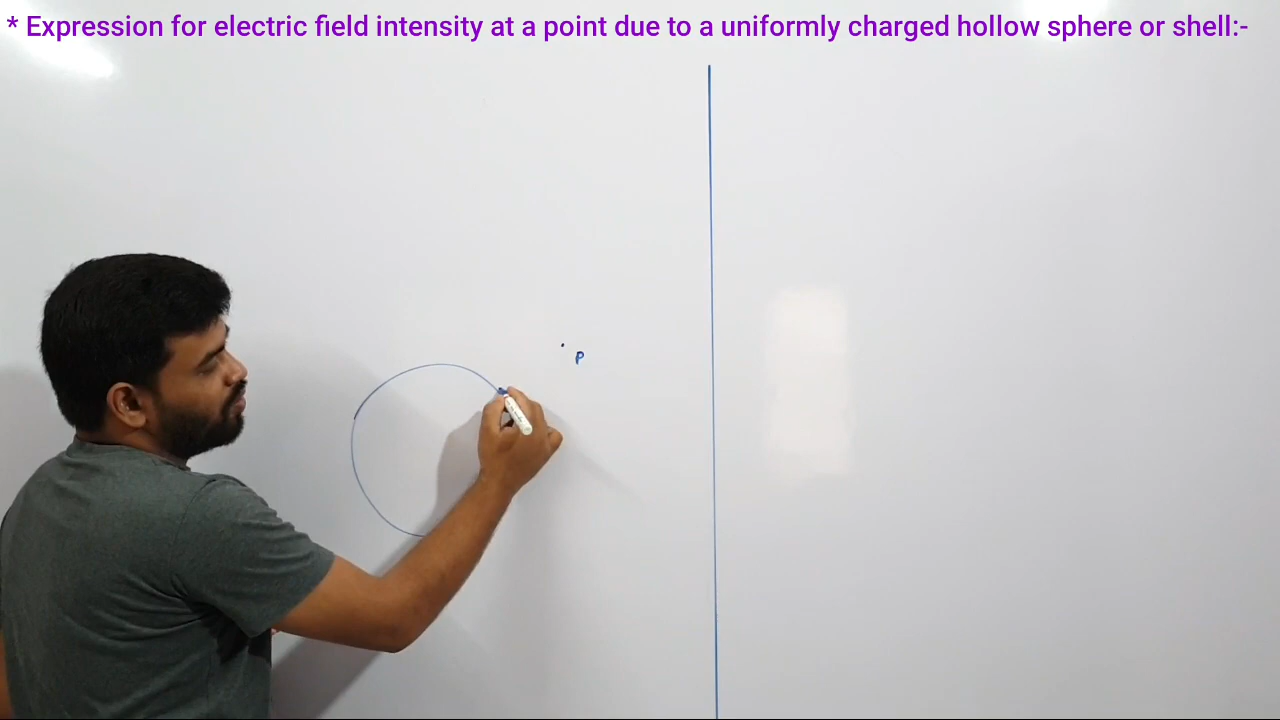 * Expression for electric field intensity at a point due to a uniformly charged hollow sphere or shell:-
P